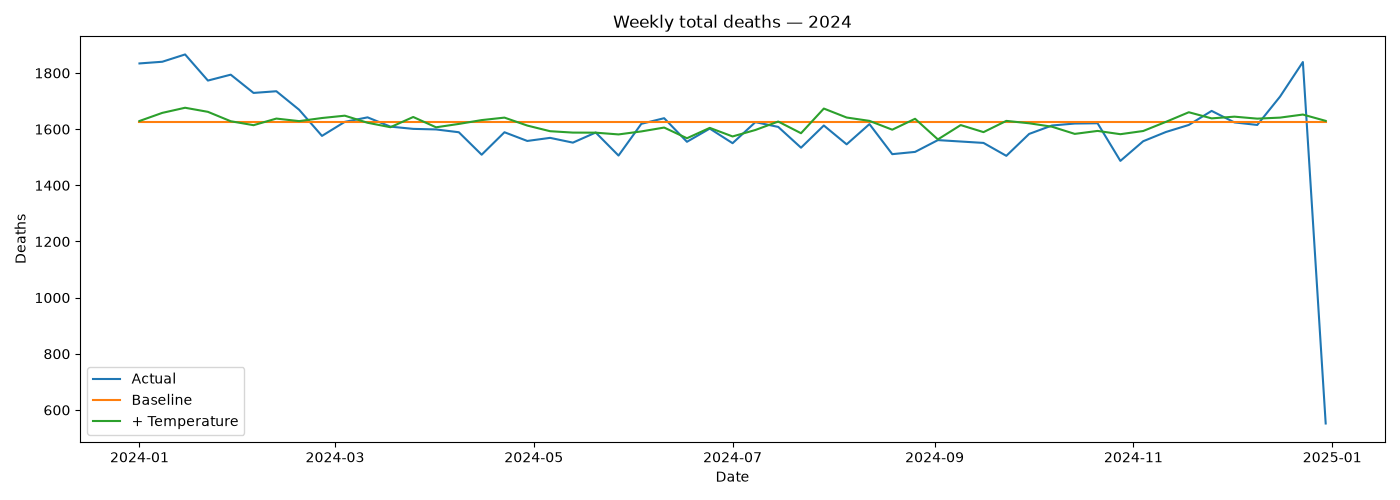 Weekly total deaths — 2024
Deaths
1800
1600
1400
1200
1000
800
600
Actual
Baseline
+ Temperature
2024-01
2024-03
2024-05
2024-07
2024-09
2024-11
2025-01
Date